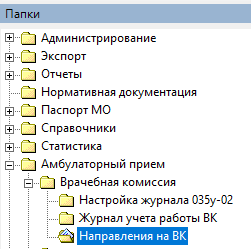 Папки
Администрирование
Экспорт
Отчеты
Нормативная документация
Паспорт МО
Справочники
Статистика
Амбулаторный прием
Врачебная комиссия
Настройка журнала 035у-02
Журнал учета работы ВК
Направления на ВК